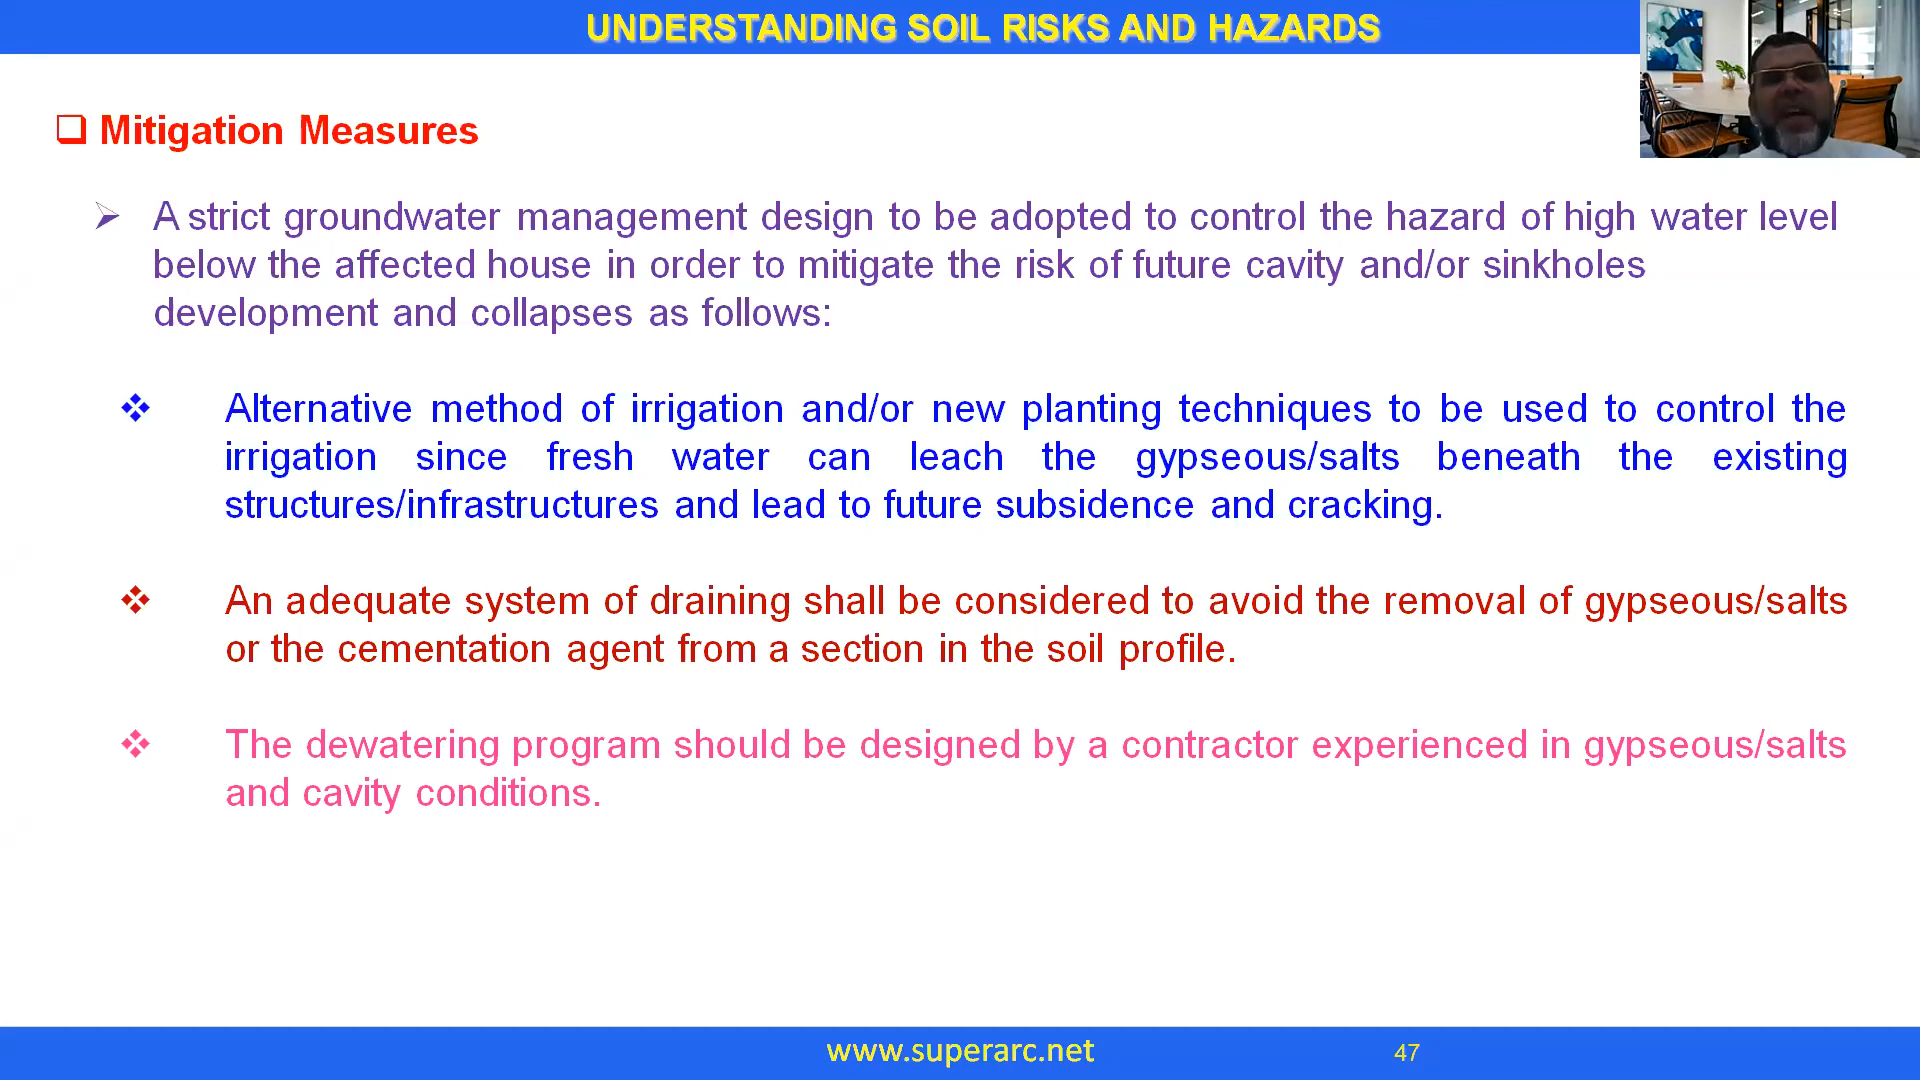 UNDERSTANDING SOIL RISKS AND HAZARDS
Mitigation Measures
A strict groundwater management design to be adopted to control the hazard of high water level
below the affected house in order to mitigate the risk of future cavity and/or sinkholes
development and collapses as follows:
Alternative method of irrigation and/or new planting techniques to be used to control the
irrigation since fresh water can leach the gypseous/salts beneath the existing
structures/infrastructures and lead to future subsidence and cracking.
An adequate system of draining shall be considered to avoid the removal of gypseous/salts
or the cementation agent from a section in the soil profile.
The dewatering program should be designed by a contractor experienced in gypseous/salts
and cavity conditions.
www.superarc.net
47